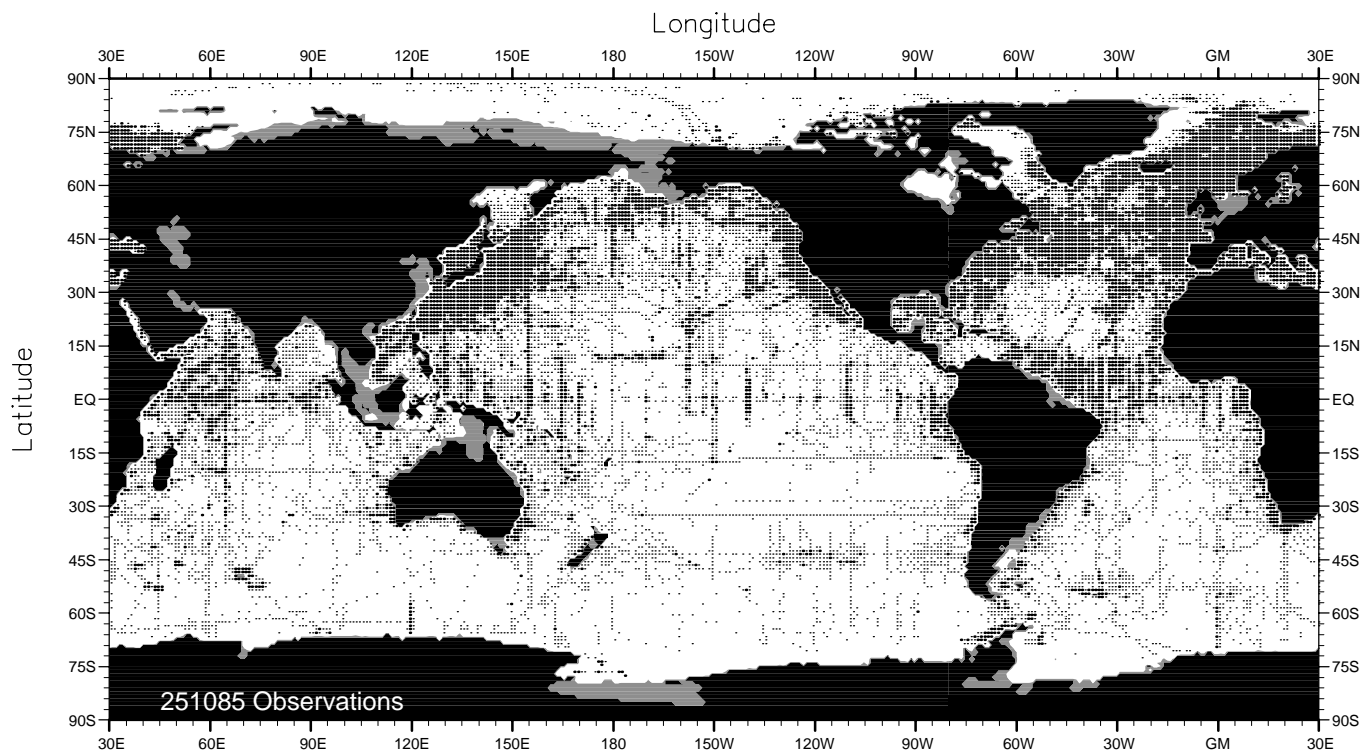 Longitude
30E 60E 90E 120E 150E 180 150W 120W 90W 60W 30W GM 30E
90N 90N
75N 75N
60N 60N
45N 45N
30N 30N
15N 15N
EQ EQ
15S 15S
30S 30S
45S 45S
60S 60S
75S 75S
90S 90S
Latitude
251085 Observations
30E 60E 90E 120E 150E 180 150W 120W 90W 60W 30W GM 30E